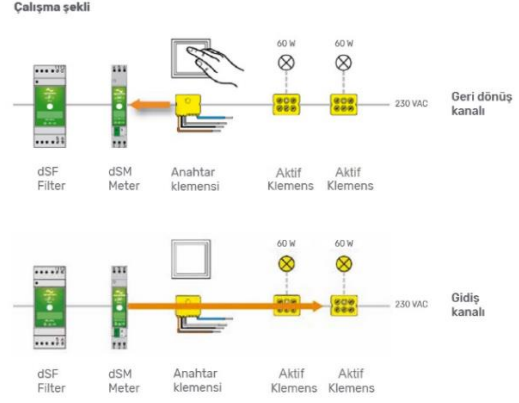 Çalışma şekli
60 W 60 W
230 VAC
Geri dönüş
kanalı
dSF dSM Anahtar Aktif Aktif
Filter Meter klemensi Klemens Klemens
60 W 60 W
230 VAC
Gidiş
kanalı
dSF dSM Anahtar Aktif Aktif
Filter Meter klemensi Klemens Klemens